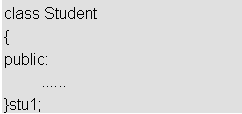 class Student
{
public:
......
}stu1;